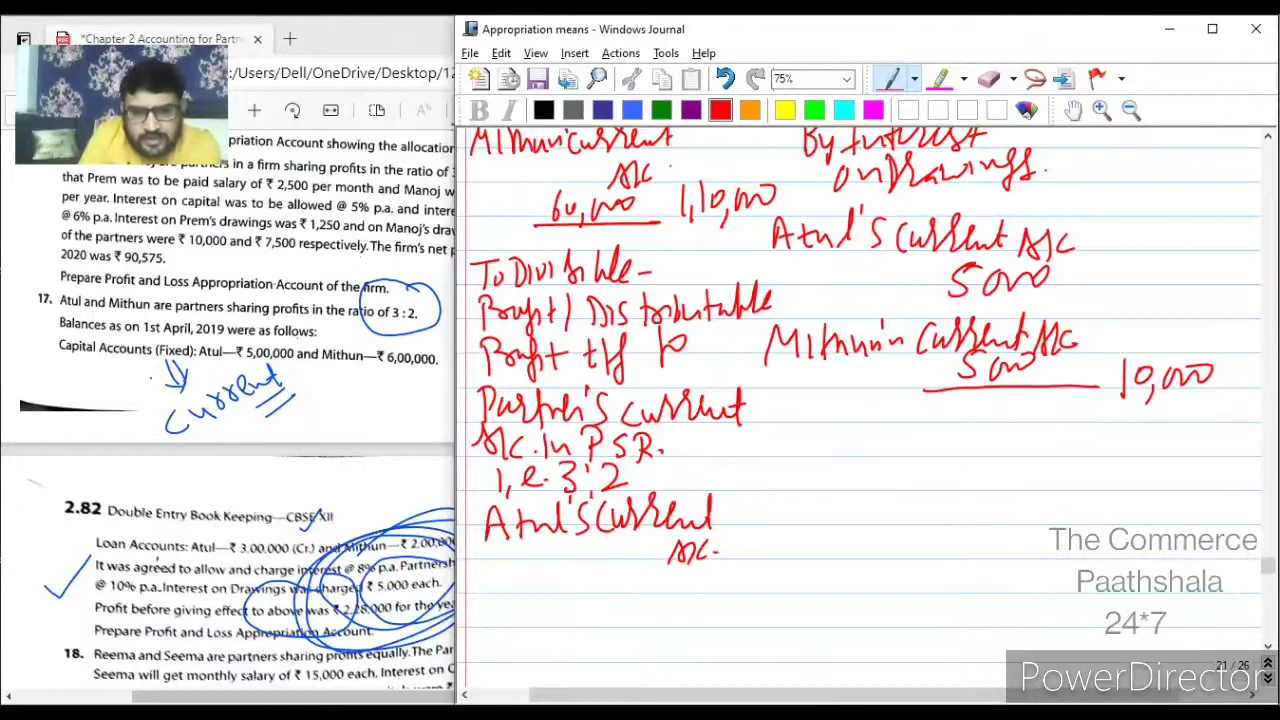 *Chapter 2 Accounting for Partn
:/Users/Dell/OneDrive/Desktop/12
priation Account showing the allocation
in a firm sharing profits in the ratio of 3
that Prem was to be paid salary of ₹ 2,500 per month and Manoj w
per year. Interest on capital was to be allowed @ 5% p.a. and intere
@ 6% p.a. Interest on Prem's drawings was ₹ 1,250 and on Manoj's dra
of the partners were ₹ 10,000 and ₹ 7,500 respectively. The firm's net p
2020 was ₹ 90,575.
Prepare Profit and Loss Appropriation Account of the firm.
17. Atul and Mithun are partners sharing profits in the ratio of 3 : 2.
Balances as on 1st April, 2019 were as follows:
Capital Accounts (Fixed): Atul—₹ 5,00,000 and Mithun—₹ 6,00,000.
Current
2.82 Double Entry Book Keeping—CBSE XII
Loan Accounts: Atul—₹ 3,00,000 (Cr.) and Mithun—₹ 2,00,000
It was agreed to allow and charge interest @ 8% p.a. Partnersh
@ 10% p.a. Interest on Drawings was charged ₹ 5,000 each.
Profit before giving effect to above was ₹ 2,28,000 for the yea
Prepare Profit and Loss Appropriation Account.
18. Reema and Seema are partners sharing profits equally. The Par
Seema will get monthly salary of ₹ 15,000 each. Interest on C
Appropriation means - Windows Journal
File Edit View Insert Actions Tools Help
75%
B I
Mithun current
A/c
60,000 1,10,000
To Divisible
Profit / Distributable
Profit t/f to
Partner's current
A/c. in PSR.
i.e. 3:2
Atul's current
A/c.
By Interest
on Drawings.
Atul's current A/c
5000
Mithun's current A/c
5000 10,000
The Commerce
Paathshala
24*7
21 / 26
PowerDirector